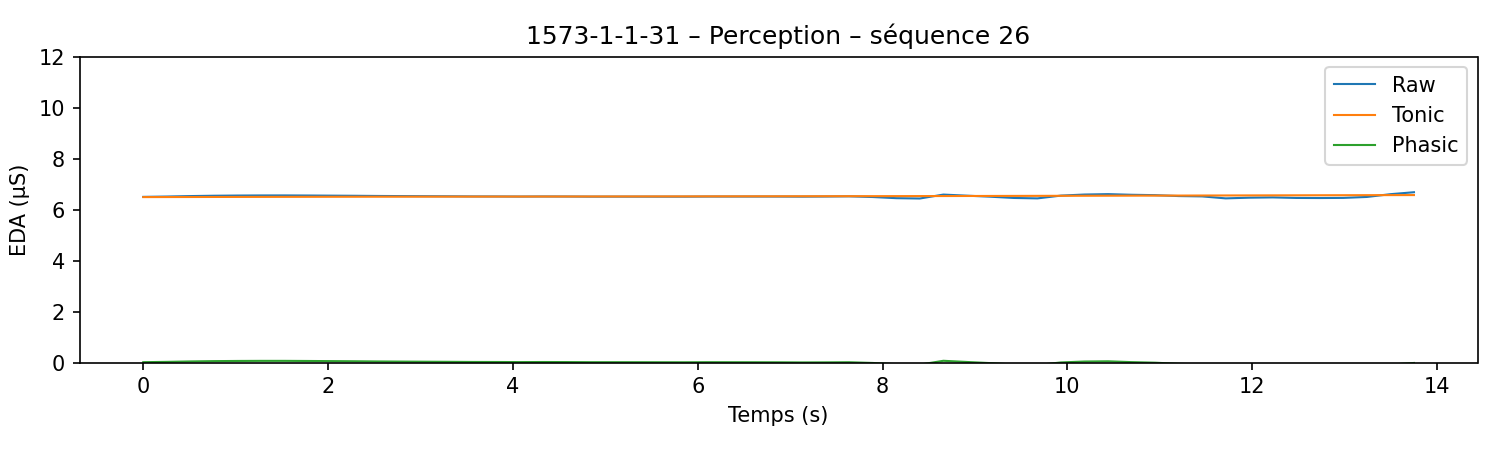 1573-1-1-31 – Perception – séquence 26
EDA (µS)
12
10
8
6
4
2
0
Raw
Tonic
Phasic
0 2 4 6 8 10 12 14
Temps (s)